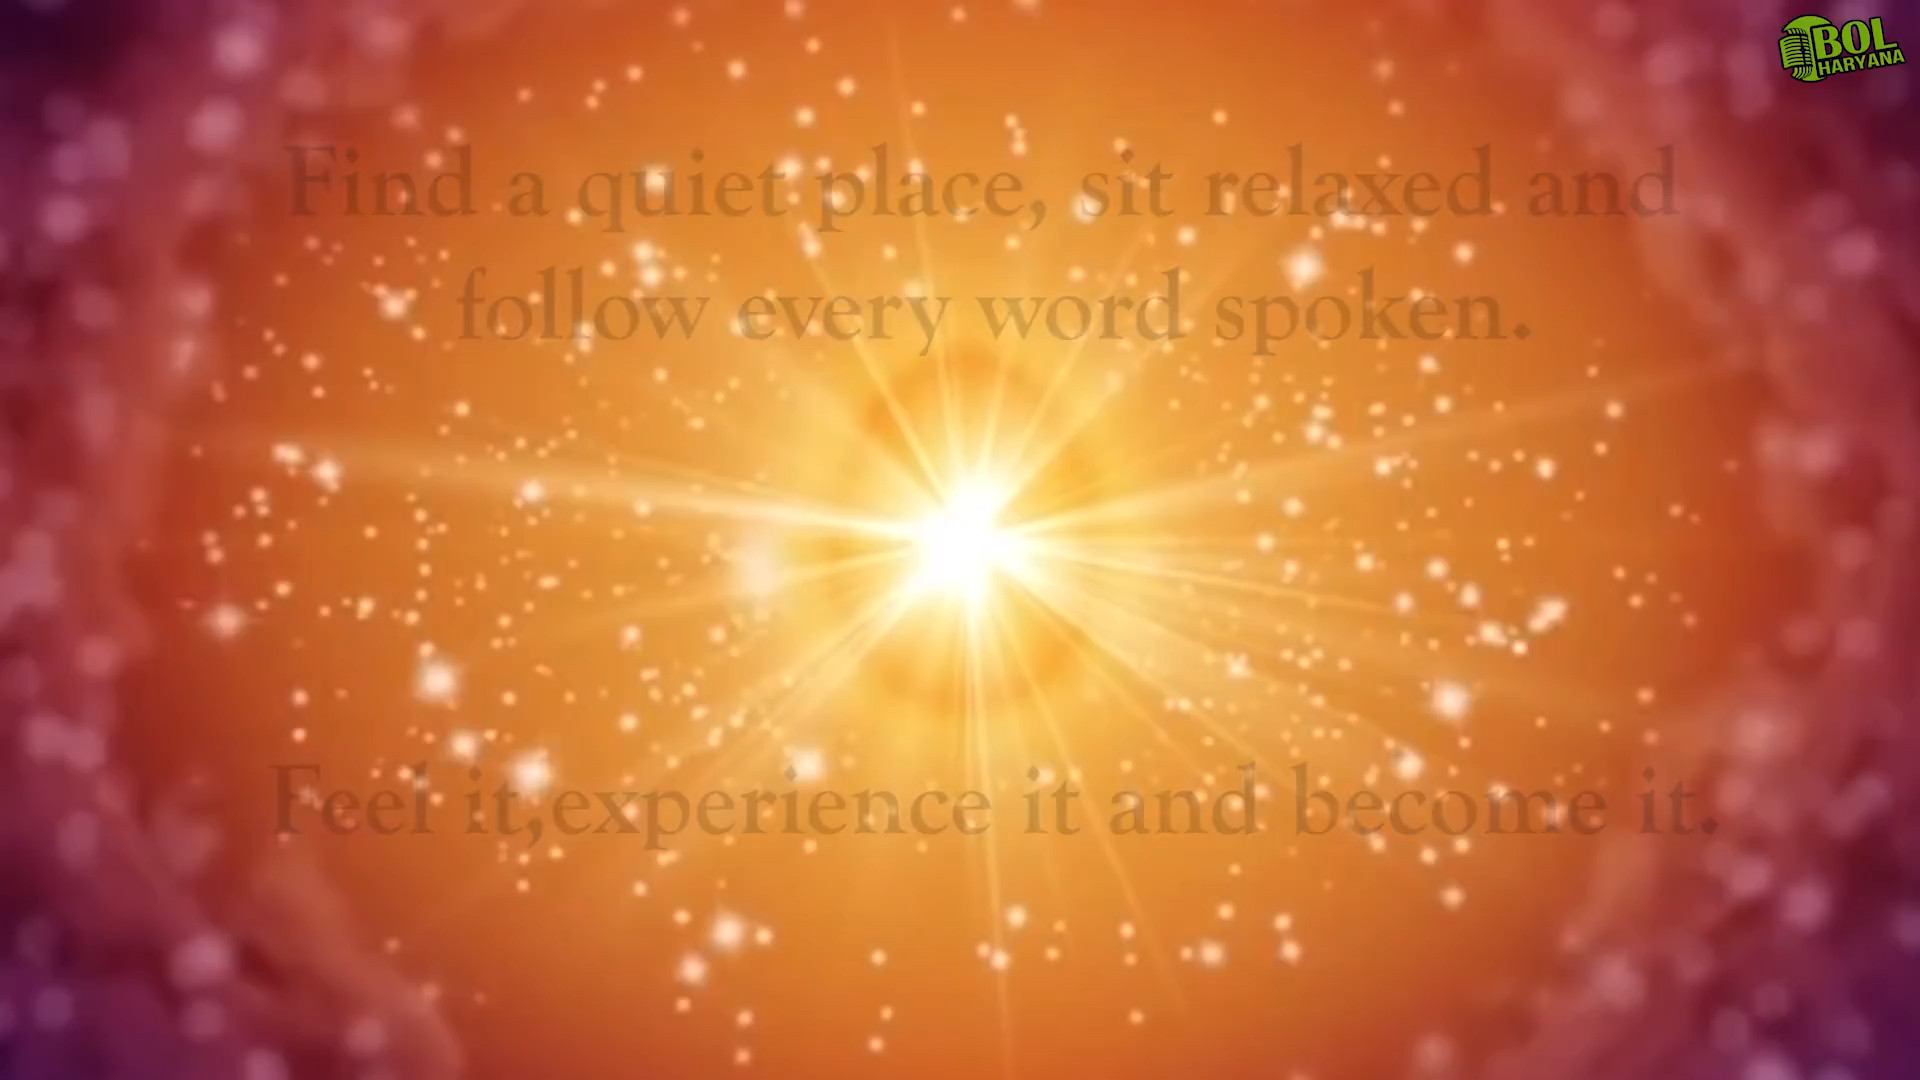 BOL
HARYANA
Find a quiet place, sit relaxed and
follow every word spoken.
Feel it,experience it and become it.